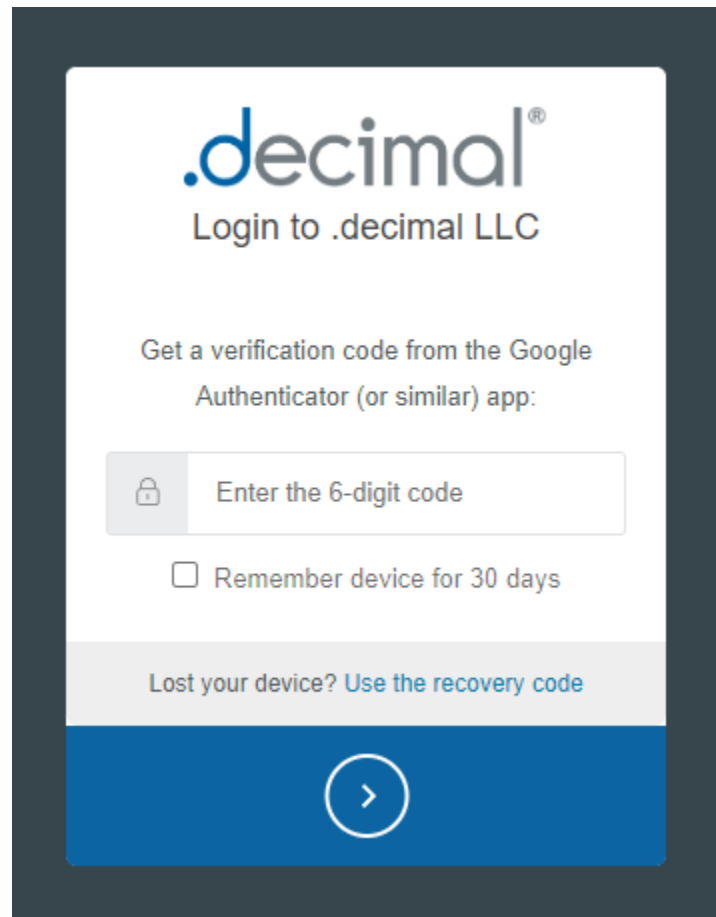 .decimal®
Login to .decimal LLC
Get a verification code from the Google
Authenticator (or similar) app:
Enter the 6-digit code
Remember device for 30 days
Lost your device? Use the recovery code